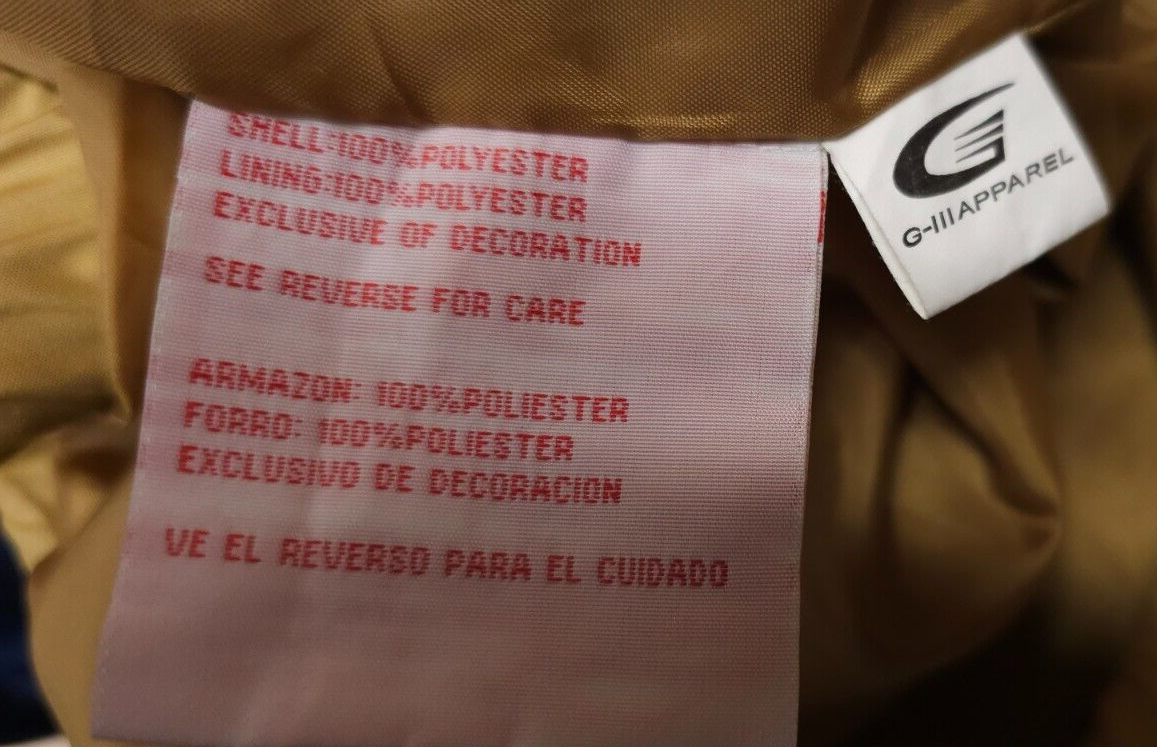 SHELL:100%POLYESTER
LINING:100%POLYESTER
EXCLUSIVE OF DECORATION
SEE REVERSE FOR CARE
ARMAZON: 100%POLIESTER
FORRO: 100%POLIESTER
EXCLUSIVO DE DECORACION
VE EL REVERSO PARA EL CUIDADO
G-III APPAREL